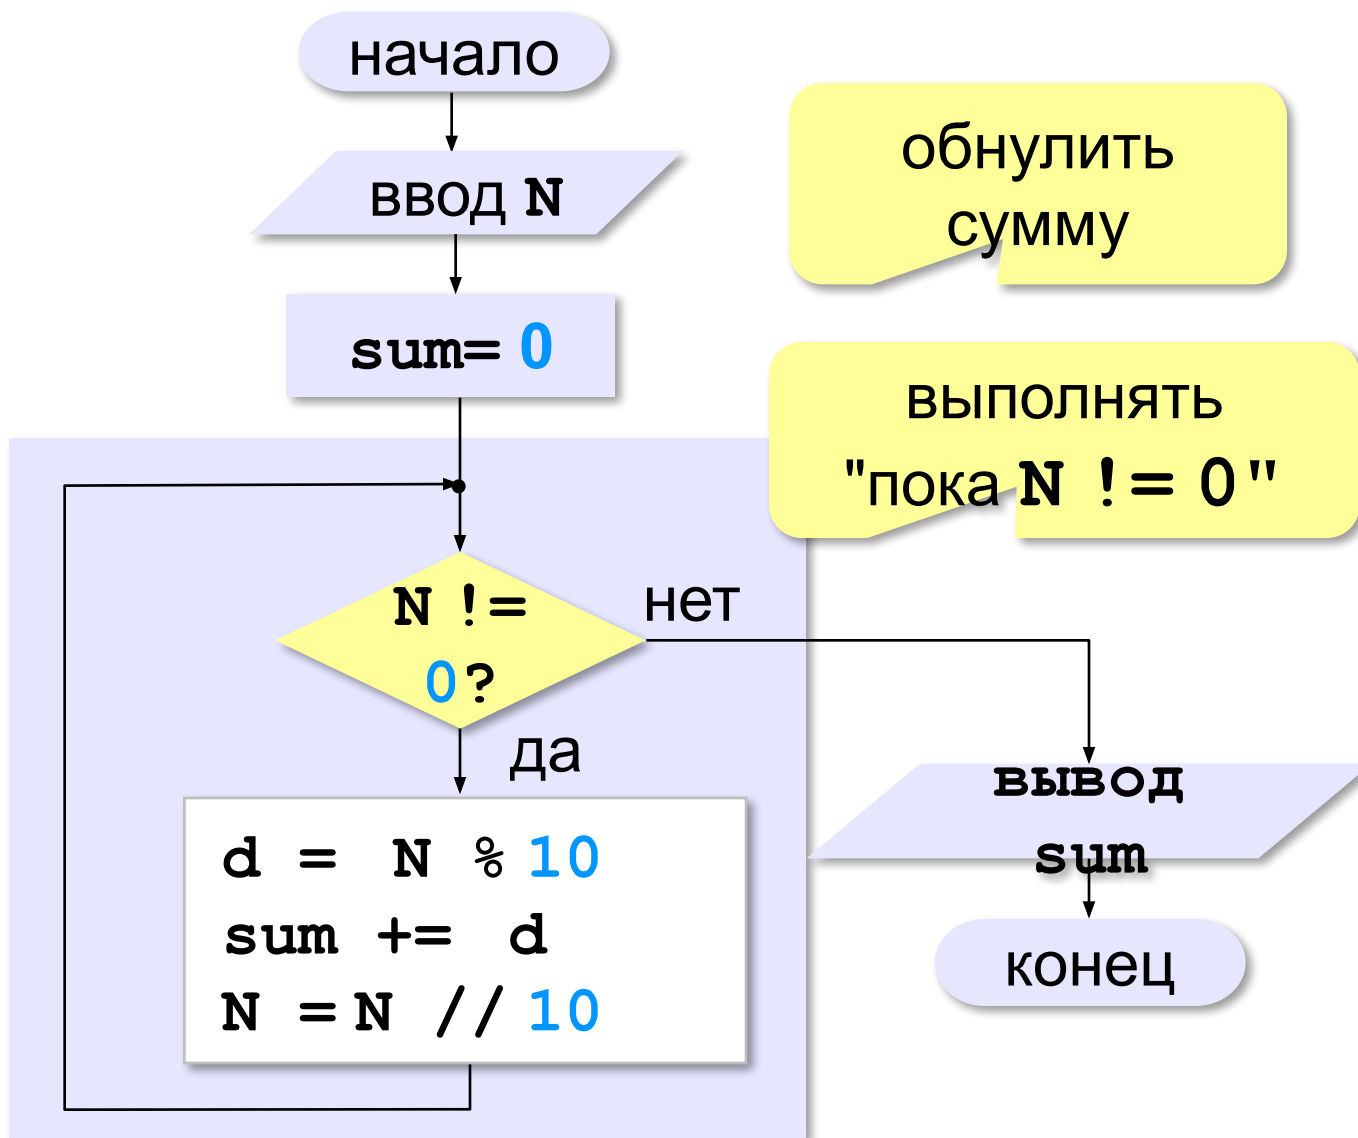 начало
ввод N
sum= 0
обнулить
сумму
выполнять
"пока N != 0"
N !=
0?
нет
да
d = N % 10
sum += d
N = N // 10
вывод
sum
конец